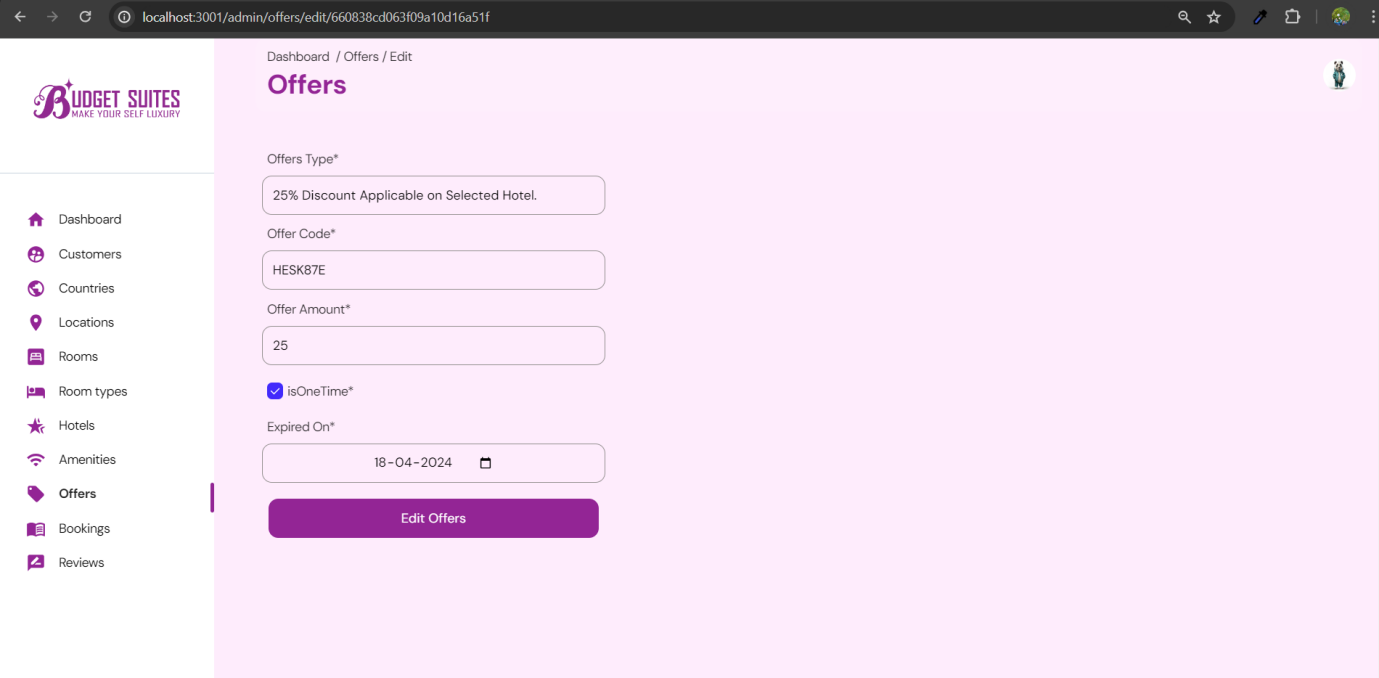 localhost:3001/admin/offers/edit/660838cd063f09a10d16a51f
BUDGET SUITES
MAKE YOUR SELF LUXURY
Dashboard
Customers
Countries
Locations
Rooms
Room types
Hotels
Amenities
Offers
Bookings
Reviews
Dashboard / Offers / Edit
Offers
Offers Type*
25% Discount Applicable on Selected Hotel.
Offer Code*
HESK87E
Offer Amount*
25
isOneTime*
Expired On*
18-04-2024
Edit Offers